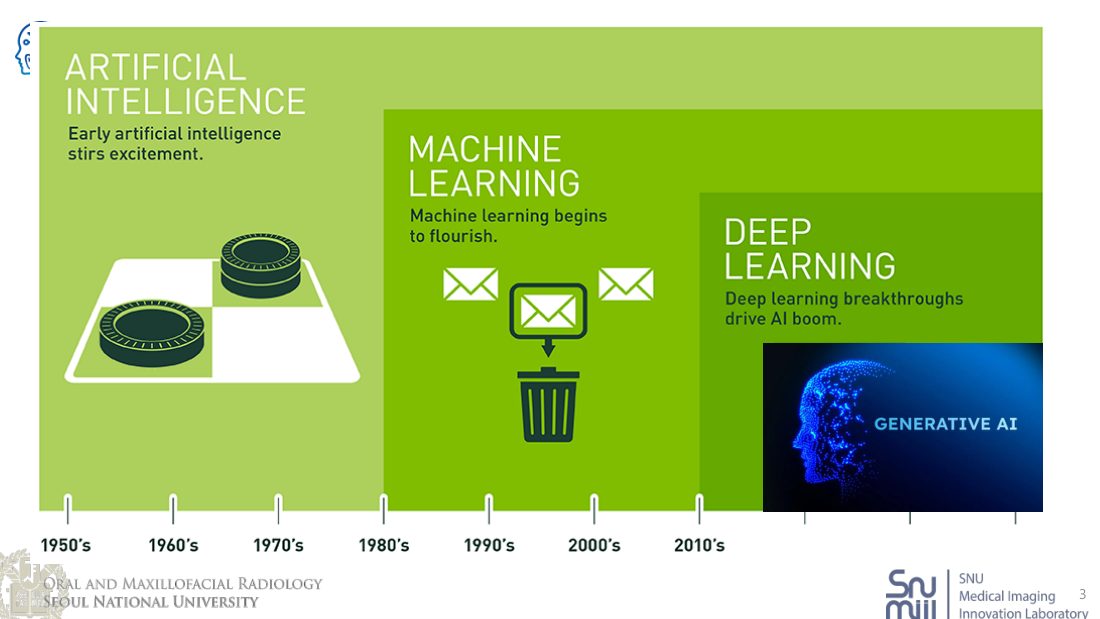 ARTIFICIAL
INTELLIGENCE
Early artificial intelligence
stirs excitement.
MACHINE
LEARNING
Machine learning begins
to flourish.
DEEP
LEARNING
Deep learning breakthroughs
drive AI boom.
GENERATIVE AI
1950's 1960's 1970's 1980's 1990's 2000's 2010's
ORAL AND MAXILLOFACIAL RADIOLOGY
SEOUL NATIONAL UNIVERSITY
SNU
mill
SNU
Medical Imaging
Innovation Laboratory
3